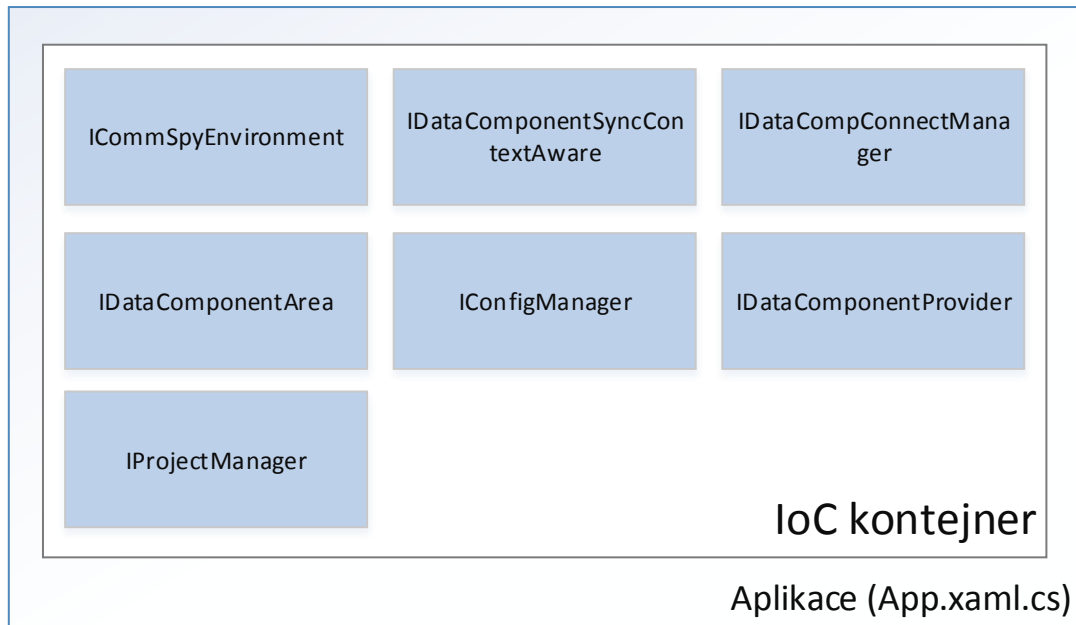 ICommSpyEnvironment
IDataComponentSyncCon
textAware
IDataCompConnectMana
ger
IDataComponentArea
IConfigManager
IDataComponentProvider
IProjectManager
IoC kontejner
Aplikace (App.xaml.cs)